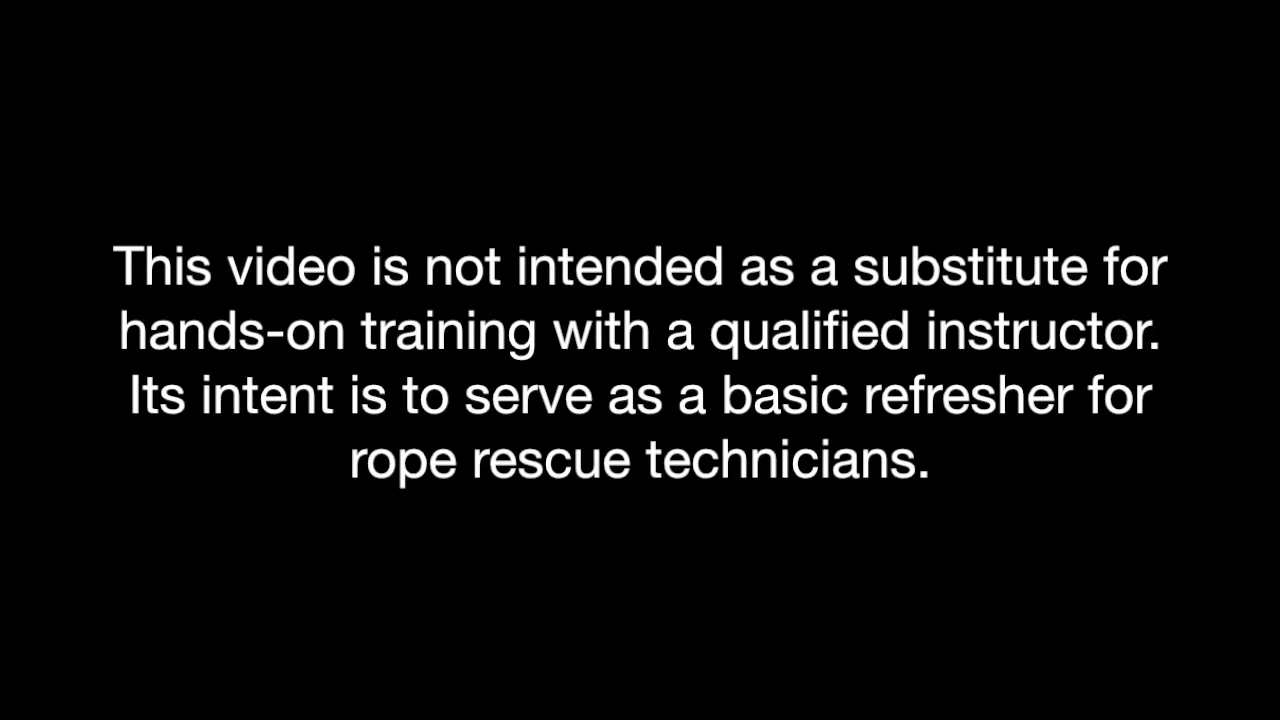 This video is not intended as a substitute for
hands-on training with a qualified instructor.
Its intent is to serve as a basic refresher for
rope rescue technicians.